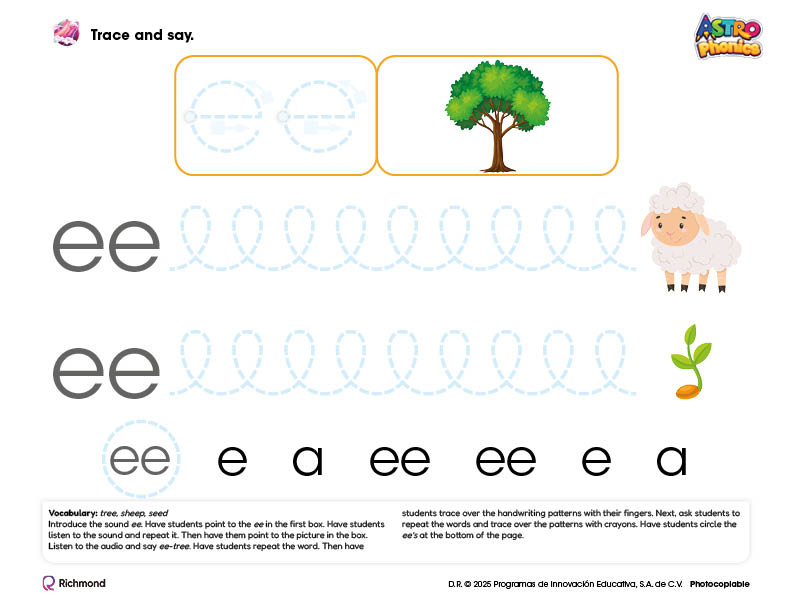 Trace and say.
ASTRO
Phonics
ee
ee
ee
ee e a ee ee e a
Vocabulary: tree, sheep, seed
Introduce the sound ee. Have students point to the ee in the first box. Have students
listen to the sound and repeat it. Then have them point to the picture in the box.
Listen to the audio and say ee-tree. Have students repeat the word. Then have
students trace over the handwriting patterns with their fingers. Next, ask students to
repeat the words and trace over the patterns with crayons. Have students circle the
ee's at the bottom of the page.
Richmond
D.R. © 2025 Programas de Innovación Educativa, S.A. de C.V. Photocopiable